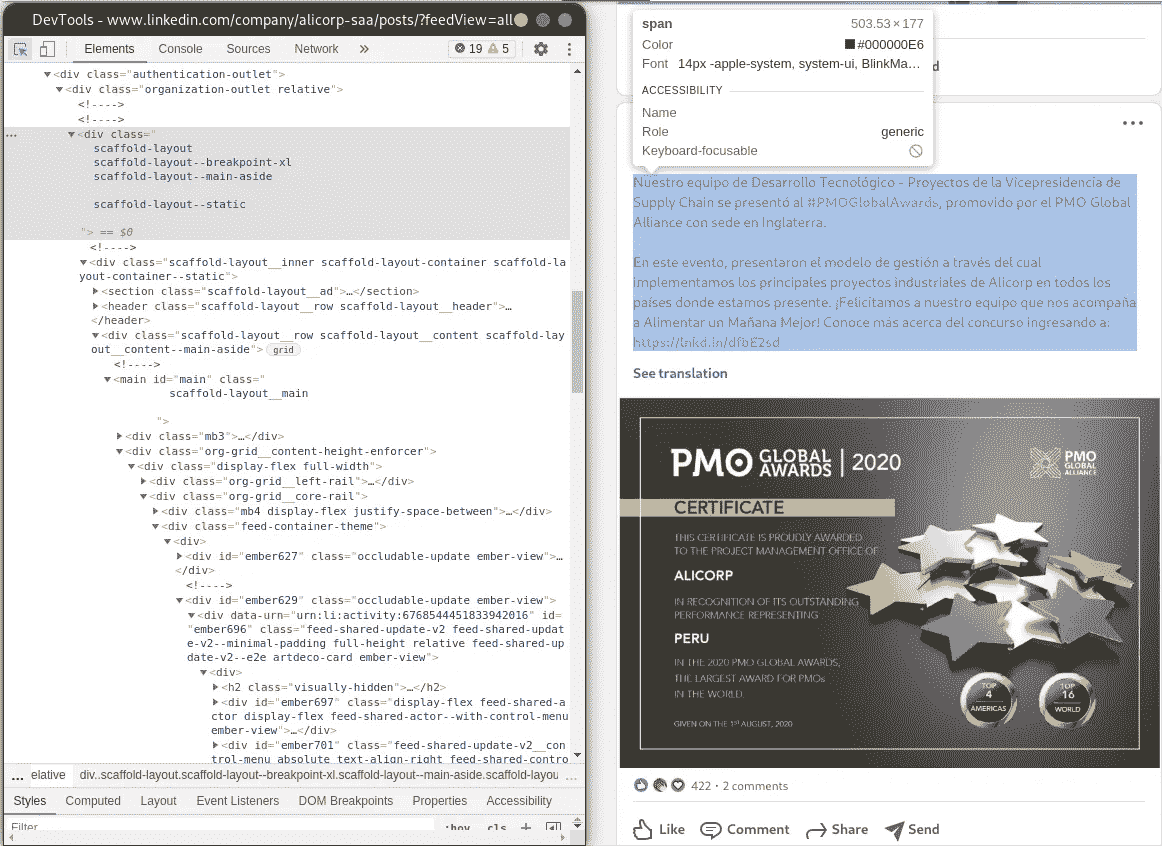 DevTools - www.linkedin.com/company/alicorp-saa/posts/?feedView=all
Elements Console Sources Network » 19 5
▼<div class="authentication-outlet">
▼<div class="organization-outlet relative">
<!---->
<!---->
… ▼<div class="
scaffold-layout
scaffold-layout--breakpoint-xl
scaffold-layout--main-aside
scaffold-layout--static
"> == $0
<!---->
▼<div class="scaffold-layout__inner scaffold-layout-container scaffold-la
yout-container--static">
▶<section class="scaffold-layout__ad">…</section>
▶<header class="scaffold-layout__row scaffold-layout__header">…
</header>
▼<div class="scaffold-layout__row scaffold-layout__content scaffold-lay
out__content--main-aside"> grid
<!---->
▼<main id="main" class="
scaffold-layout__main
">
▶<div class="mb3">…</div>
▼<div class="org-grid__content-height-enforcer">
▼<div class="display-flex full-width">
▶<div class="org-grid__left-rail">…</div>
▼<div class="org-grid__core-rail">
▶<div class="mb4 display-flex justify-space-between">…</div>
▼<div class="feed-container-theme">
▼<div>
▶<div id="ember627" class="occludable-update ember-view">…
</div>
<!---->
▼<div id="ember629" class="occludable-update ember-view">
▼<div data-urn="urn:li:activity:6768544451833942016" id=
"ember696" class="feed-shared-update-v2 feed-shared-updat
e-v2--minimal-padding full-height relative feed-shared-up
date-v2--e2e artdeco-card ember-view">
▼<div>
▶<h2 class="visually-hidden">…</h2>
▶<div id="ember697" class="display-flex feed-shared-a
ctor display-flex feed-shared-actor--with-control-menu
ember-view">…</div>
▶<div id="ember701" class="feed-shared-update-v2__con
trol-menu absolute text-align-right feed-shared-contro
… elative div..scaffold-layout.scaffold-layout--breakpoint-xl.scaffold-layout--main-aside.scaffold-layou …
Styles Computed Layout Event Listeners DOM Breakpoints Properties Accessibility
Filter :hov .cls +
span 503.53 × 177
Color #000000E6
Font 14px -apple-system, system-ui, BlinkMa…
ACCESSIBILITY
Name
Role generic
Keyboard-focusable
d
Nuestro equipo de Desarrollo Tecnológico - Proyectos de la Vicepresidencia de
Supply Chain se presentó al #PMOGlobalAwards, promovido por el PMO Global
Alliance con sede en Inglaterra.
En este evento, presentaron el modelo de gestión a través del cual
implementamos los principales proyectos industriales de Alicorp en todos los
países donde estamos presente. ¡Felicitamos a nuestro equipo que nos acompaña
a Alimentar un Mañana Mejor! Conoce más acerca del concurso ingresando a:
https://lnkd.in/dfbE2sd
See translation
PMO GLOBAL AWARDS | 2020
PMO GLOBAL ALLIANCE
CERTIFICATE
THIS CERTIFICATE IS PROUDLY AWARDED
TO THE PROJECT MANAGEMENT OFFICE OF
ALICORP
IN RECOGNITION OF ITS OUTSTANDING
PERFORMANCE REPRESENTING
PERU
IN THE 2020 PMO GLOBAL AWARDS,
THE LARGEST AWARD FOR PMOs
IN THE WORLD.
GIVEN ON THE 1st AUGUST, 2020
TOP 4 AMERICAS
TOP 16 WORLD
422 · 2 comments
Like Comment Share Send